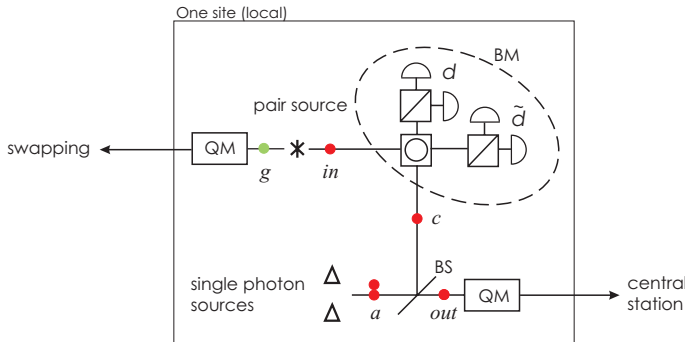 One site (local)
BM
d
pair source
d̃
swapping
QM
g
in
c
BS
single photon
sources
a
out
QM
central
station